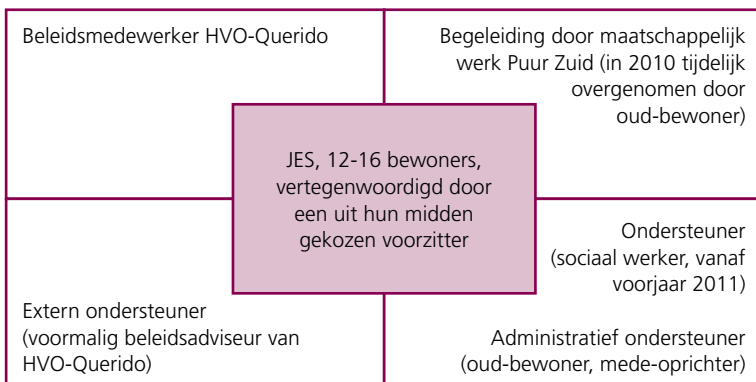 Beleidsmedewerker HVO-Querido
Begeleiding door maatschappelijk
werk Puur Zuid (in 2010 tijdelijk
overgenomen door
oud-bewoner)
JES, 12-16 bewoners,
vertegenwoordigd door
een uit hun midden
gekozen voorzitter
Extern ondersteuner
(voormalig beleidsadviseur van
HVO-Querido)
Ondersteuner
(sociaal werker, vanaf
voorjaar 2011)
Administratief ondersteuner
(oud-bewoner, mede-oprichter)